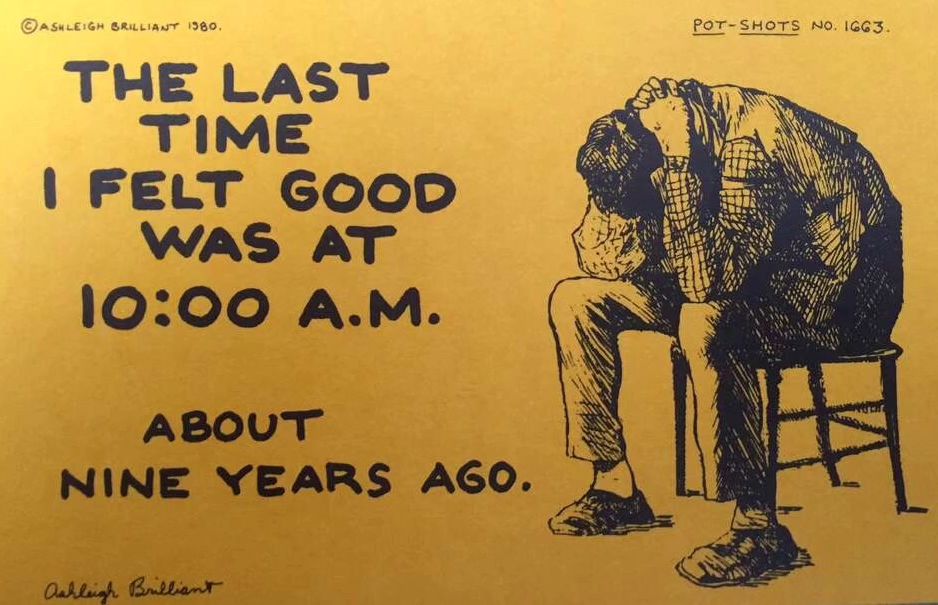 ©ASHLEIGH BRILLIANT 1980.
POT-SHOTS NO. 1663.
THE LAST
TIME
I FELT GOOD
WAS AT
10:00 A.M.
ABOUT
NINE YEARS AGO.
Ashleigh Brilliant